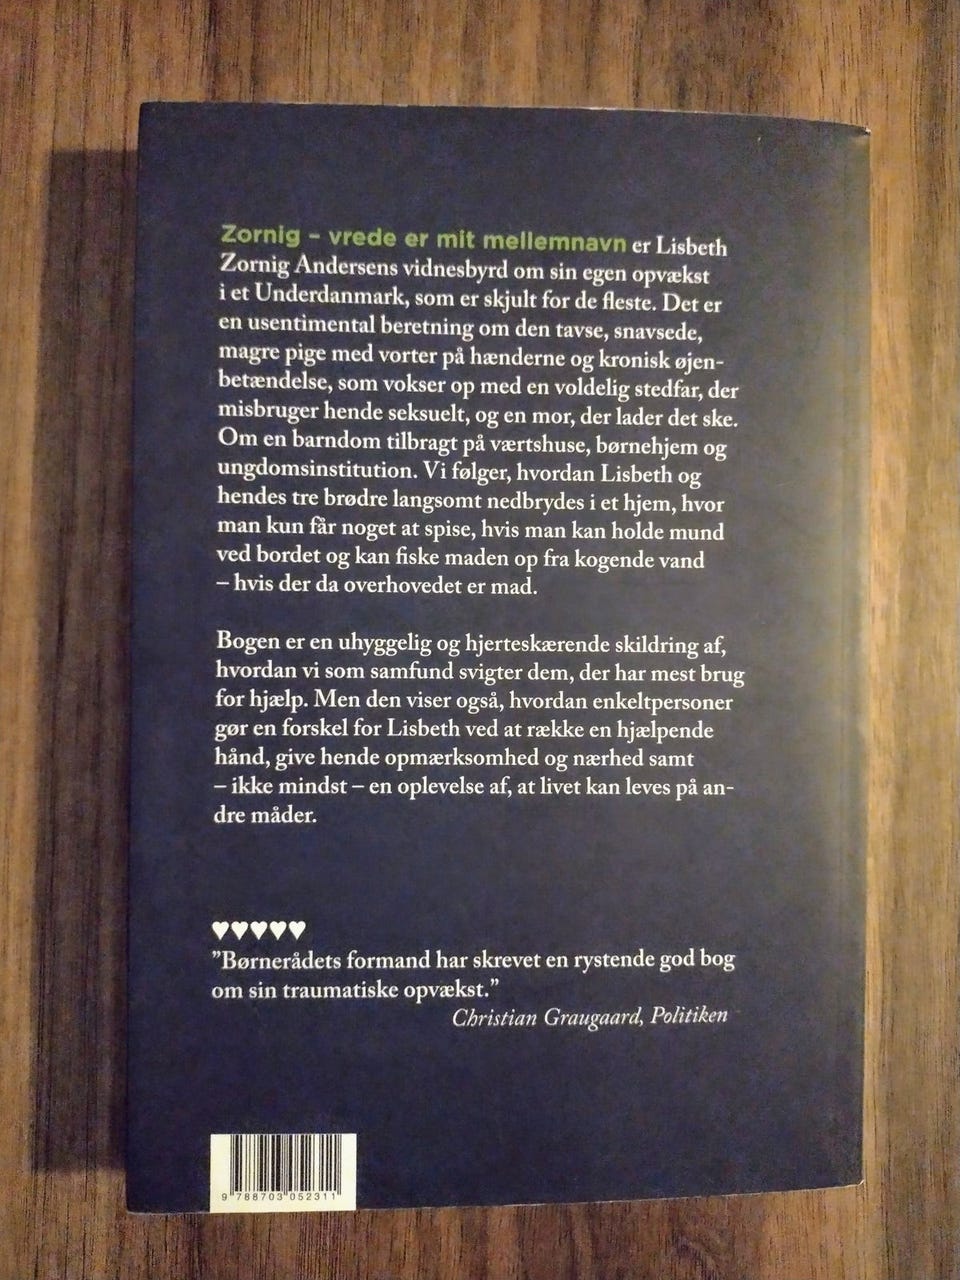 Zornig – vrede er mit mellemnavn er Lisbeth
Zornig Andersens vidnesbyrd om sin egen opvækst
i et Underdanmark, som er skjult for de fleste. Det er
en usentimental beretning om den tavse, snavsede,
magre pige med vorter på hænderne og kronisk øjen-
betændelse, som vokser op med en voldelig stedfar, der
misbruger hende seksuelt, og en mor, der lader det ske.
Om en barndom tilbragt på værtshuse, børnehjem og
ungdomsinstitution. Vi følger, hvordan Lisbeth og
hendes tre brødre langsomt nedbrydes i et hjem, hvor
man kun får noget at spise, hvis man kan holde mund
ved bordet og kan fiske maden op fra kogende vand
– hvis der da overhovedet er mad.
Bogen er en uhyggelig og hjerteskærende skildring af,
hvordan vi som samfund svigter dem, der har mest brug
for hjælp. Men den viser også, hvordan enkeltpersoner
gør en forskel for Lisbeth ved at række en hjælpende
hånd, give hende opmærksomhed og nærhed samt
– ikke mindst – en oplevelse af, at livet kan leves på an-
dre måder.
♥♥♥♥♥
”Børnerådets formand har skrevet en rystende god bog
om sin traumatiske opvækst.”
Christian Graugaard, Politiken
9 788703 052311